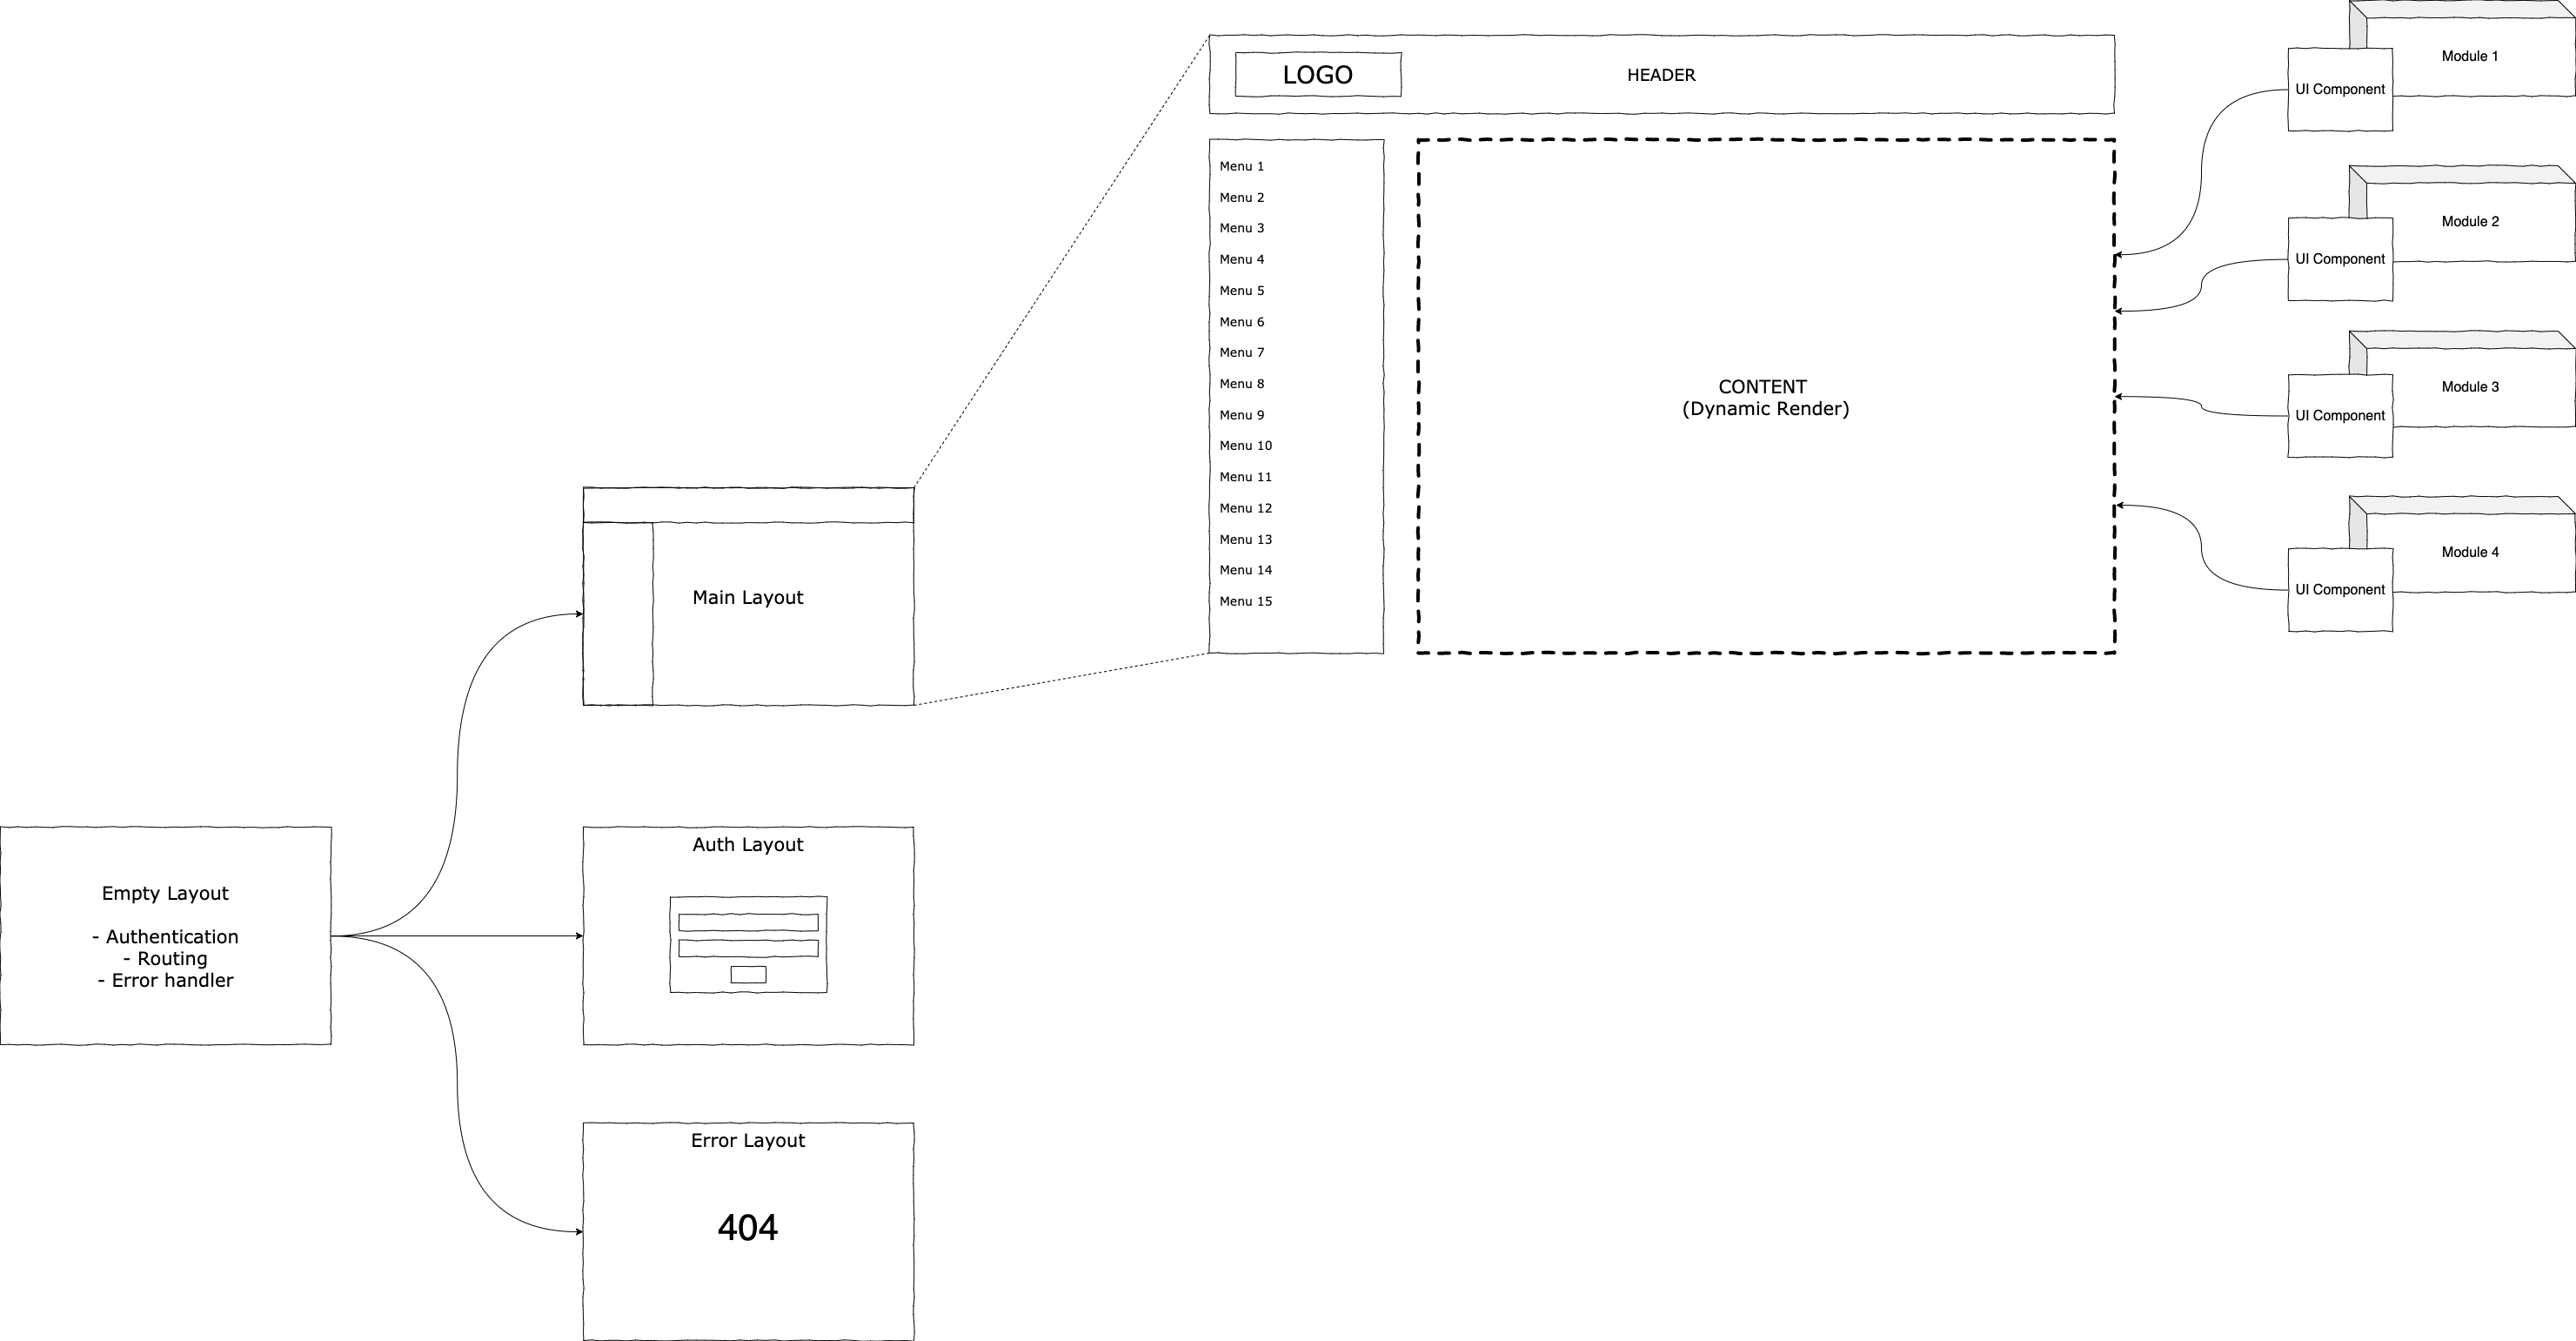 LOGO
HEADER
Menu 1
Menu 2
Menu 3
Menu 4
Menu 5
Menu 6
Menu 7
Menu 8
Menu 9
Menu 10
Menu 11
Menu 12
Menu 13
Menu 14
Menu 15
CONTENT
(Dynamic Render)
Module 1
UI Component
Module 2
UI Component
Module 3
UI Component
Module 4
UI Component
Main Layout
Empty Layout
- Authentication
- Routing
- Error handler
Auth Layout
Error Layout
404